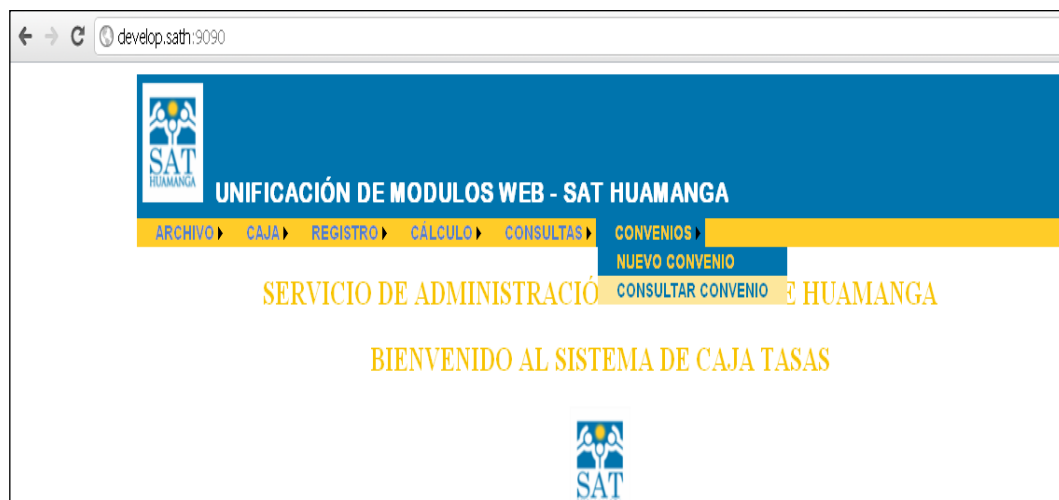 develop.sath:9090
SAT
HUAMANGA
UNIFICACIÓN DE MODULOS WEB - SAT HUAMANGA
ARCHIVO CAJA REGISTRO CÁLCULO CONSULTAS CONVENIOS
NUEVO CONVENIO
CONSULTAR CONVENIO
SERVICIO DE ADMINISTRACIÓ E HUAMANGA
BIENVENIDO AL SISTEMA DE CAJA TASAS
SAT